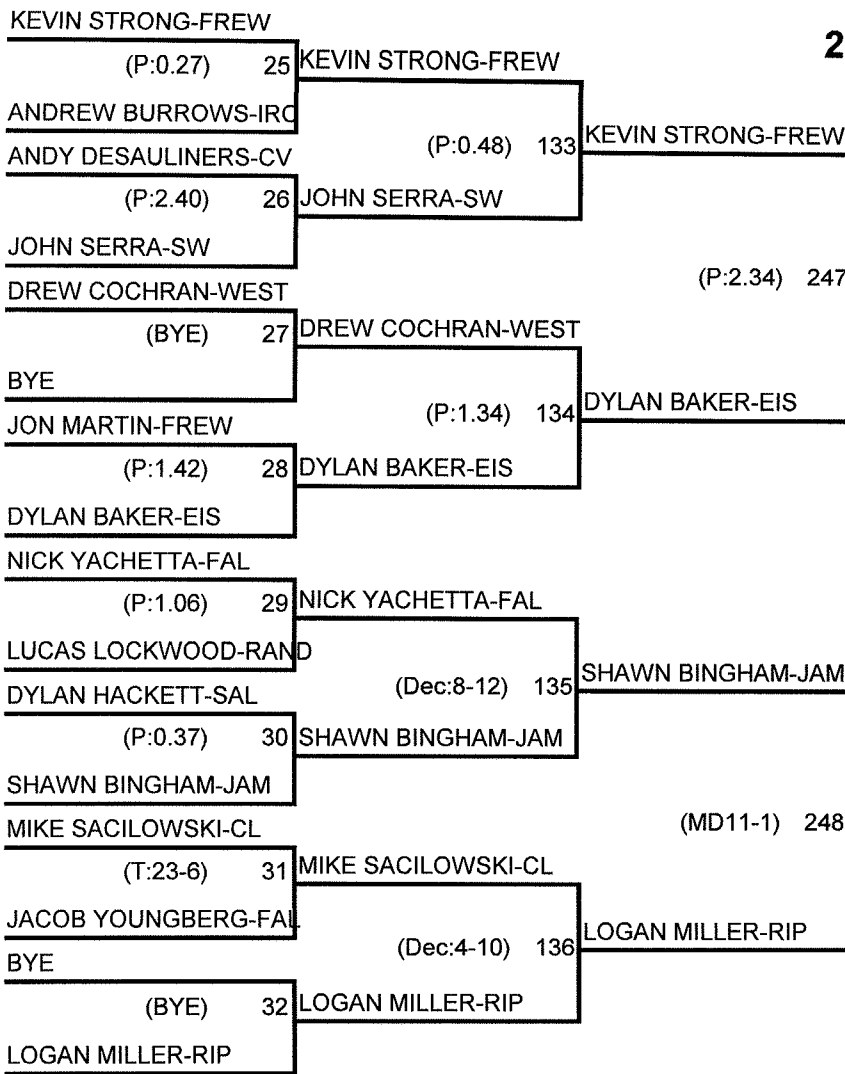 KEVIN STRONG-FREW
(P:0.27) 25 KEVIN STRONG-FREW
2
ANDREW BURROWS-IRO
ANDY DESAULINERS-CV
(P:0.48) 133 KEVIN STRONG-FREW
(P:2.40) 26 JOHN SERRA-SW
JOHN SERRA-SW
DREW COCHRAN-WEST
(P:2.34) 247
(BYE) 27 DREW COCHRAN-WEST
BYE
JON MARTIN-FREW
(P:1.34) 134 DYLAN BAKER-EIS
(P:1.42) 28 DYLAN BAKER-EIS
DYLAN BAKER-EIS
NICK YACHETTA-FAL
(P:1.06) 29 NICK YACHETTA-FAL
LUCAS LOCKWOOD-RAND
DYLAN HACKETT-SAL
(Dec:8-12) 135 SHAWN BINGHAM-JAM
(P:0.37) 30 SHAWN BINGHAM-JAM
SHAWN BINGHAM-JAM
MIKE SACILOWSKI-CL
(MD11-1) 248
(T:23-6) 31 MIKE SACILOWSKI-CL
JACOB YOUNGBERG-FAL
BYE
(Dec:4-10) 136 LOGAN MILLER-RIP
(BYE) 32 LOGAN MILLER-RIP
LOGAN MILLER-RIP